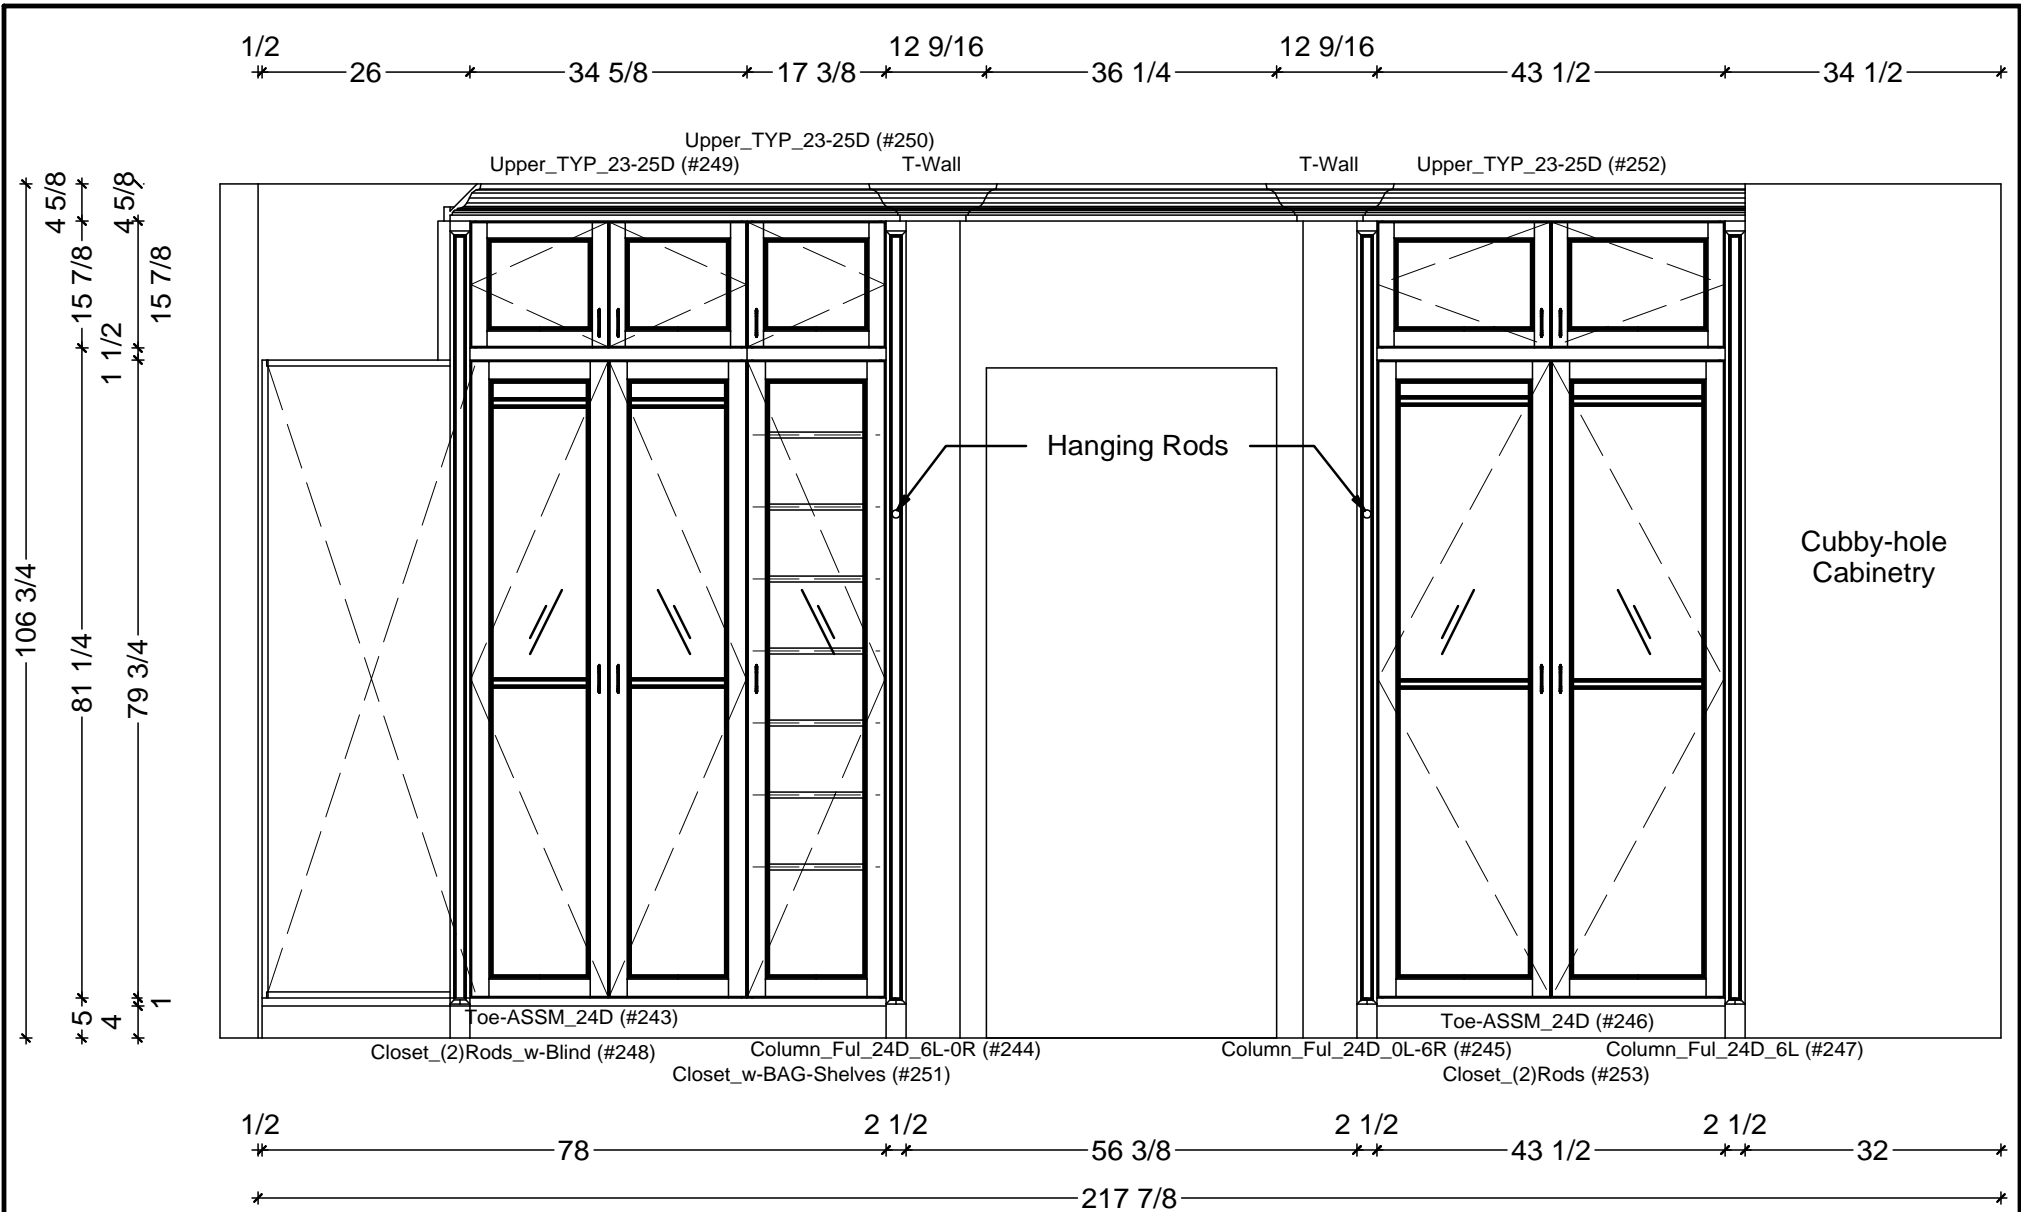 1/2
12 9/16
12 9/16
26
34 5/8
17 3/8
36 1/4
43 1/2
34 1/2
Upper_TYP_23-25D (#250)
Upper_TYP_23-25D (#249)
T-Wall
T-Wall
Upper_TYP_23-25D (#252)
4 5/8
4 5/8
15 7/8
15 7/8
1 1/2
106 3/4
81 1/4
79 3/4
5
4
1
Hanging Rods
Cubby-hole
Cabinetry
Toe-ASSM_24D (#243)
Toe-ASSM_24D (#246)
Closet_(2)Rods_w-Blind (#248)
Column_Ful_24D_6L-0R (#244)
Column_Ful_24D_0L-6R (#245)
Column_Ful_24D_6L (#247)
Closet_w-BAG-Shelves (#251)
Closet_(2)Rods (#253)
1/2
2 1/2
2 1/2
2 1/2
78
56 3/8
43 1/2
32
217 7/8